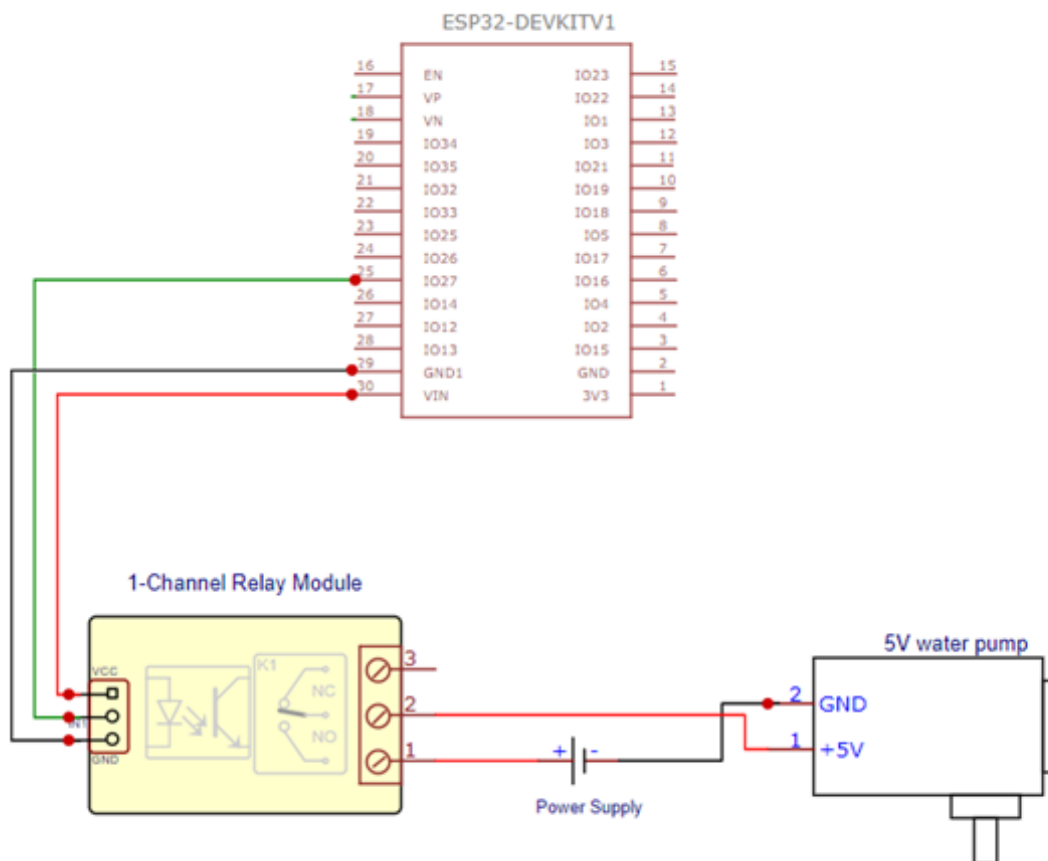 ESP32-DEVKITV1
16 EN IO23 15
17 VP IO22 14
18 VN IO1 13
19 IO34 IO3 12
20 IO35 IO21 11
21 IO32 IO19 10
22 IO33 IO18 9
23 IO25 IO5 8
24 IO26 IO17 7
25 IO27 IO16 6
26 IO14 IO4 5
27 IO12 IO2 4
28 IO13 IO15 3
29 GND1 GND 2
30 VIN 3V3 1
1-Channel Relay Module
VCC
IN1
GND
K1
NC
NO
3
2
1
+ -
Power Supply
5V water pump
2 GND
1 +5V